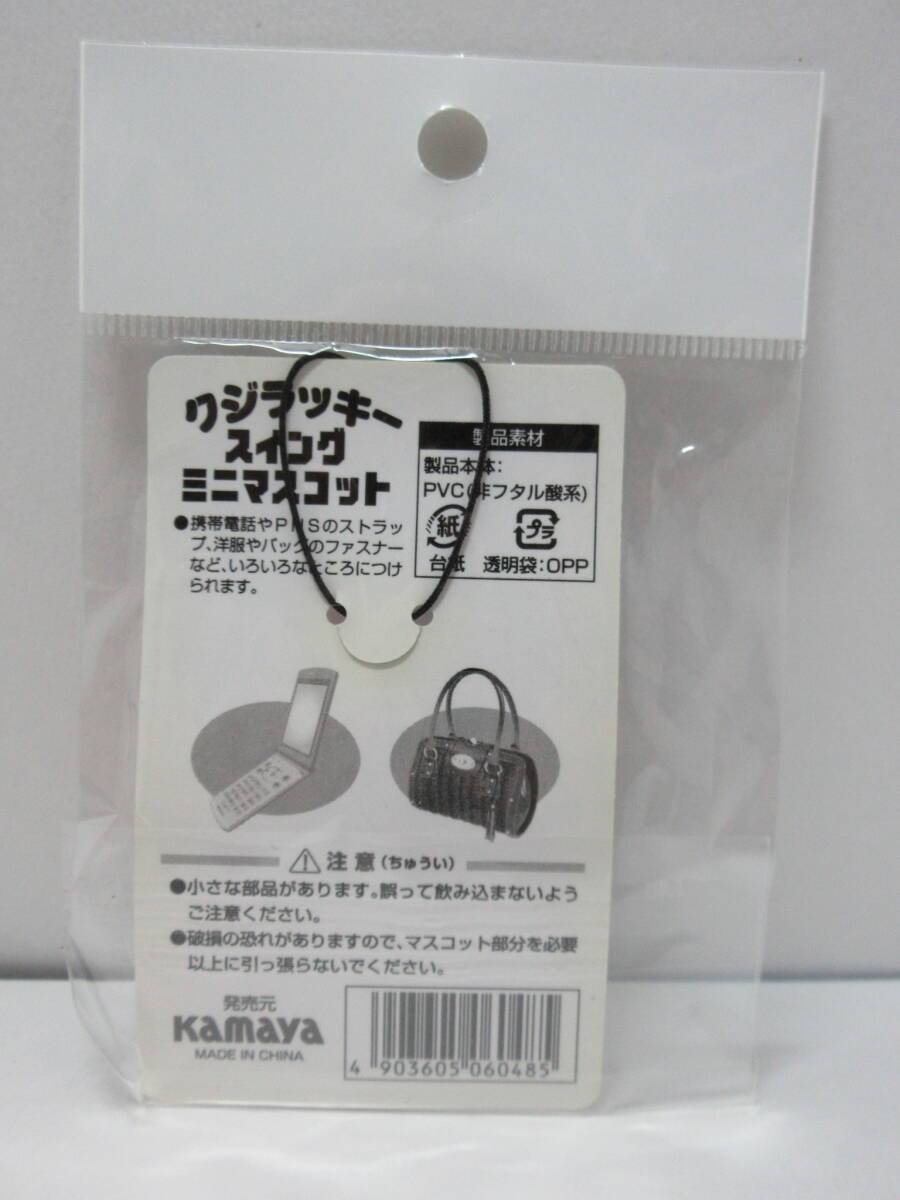 クジラッキー
スイング
ミニマスコット
●携帯電話やPHSのストラッ
プ、洋服やバッグのファスナー
など、いろいろなところにつけ
られます。
製品素材
製品本体:
PVC(非フタル酸系)
紙
プラ
台紙 透明袋:OPP
注意(ちゅうい)
●小さな部品があります。誤って飲み込まないよう
ご注意ください。
●破損の恐れがありますので、マスコット部分を必要
以上に引っ張らないでください。
発売元
Kamaya
MADE IN CHINA
4 903605 060485